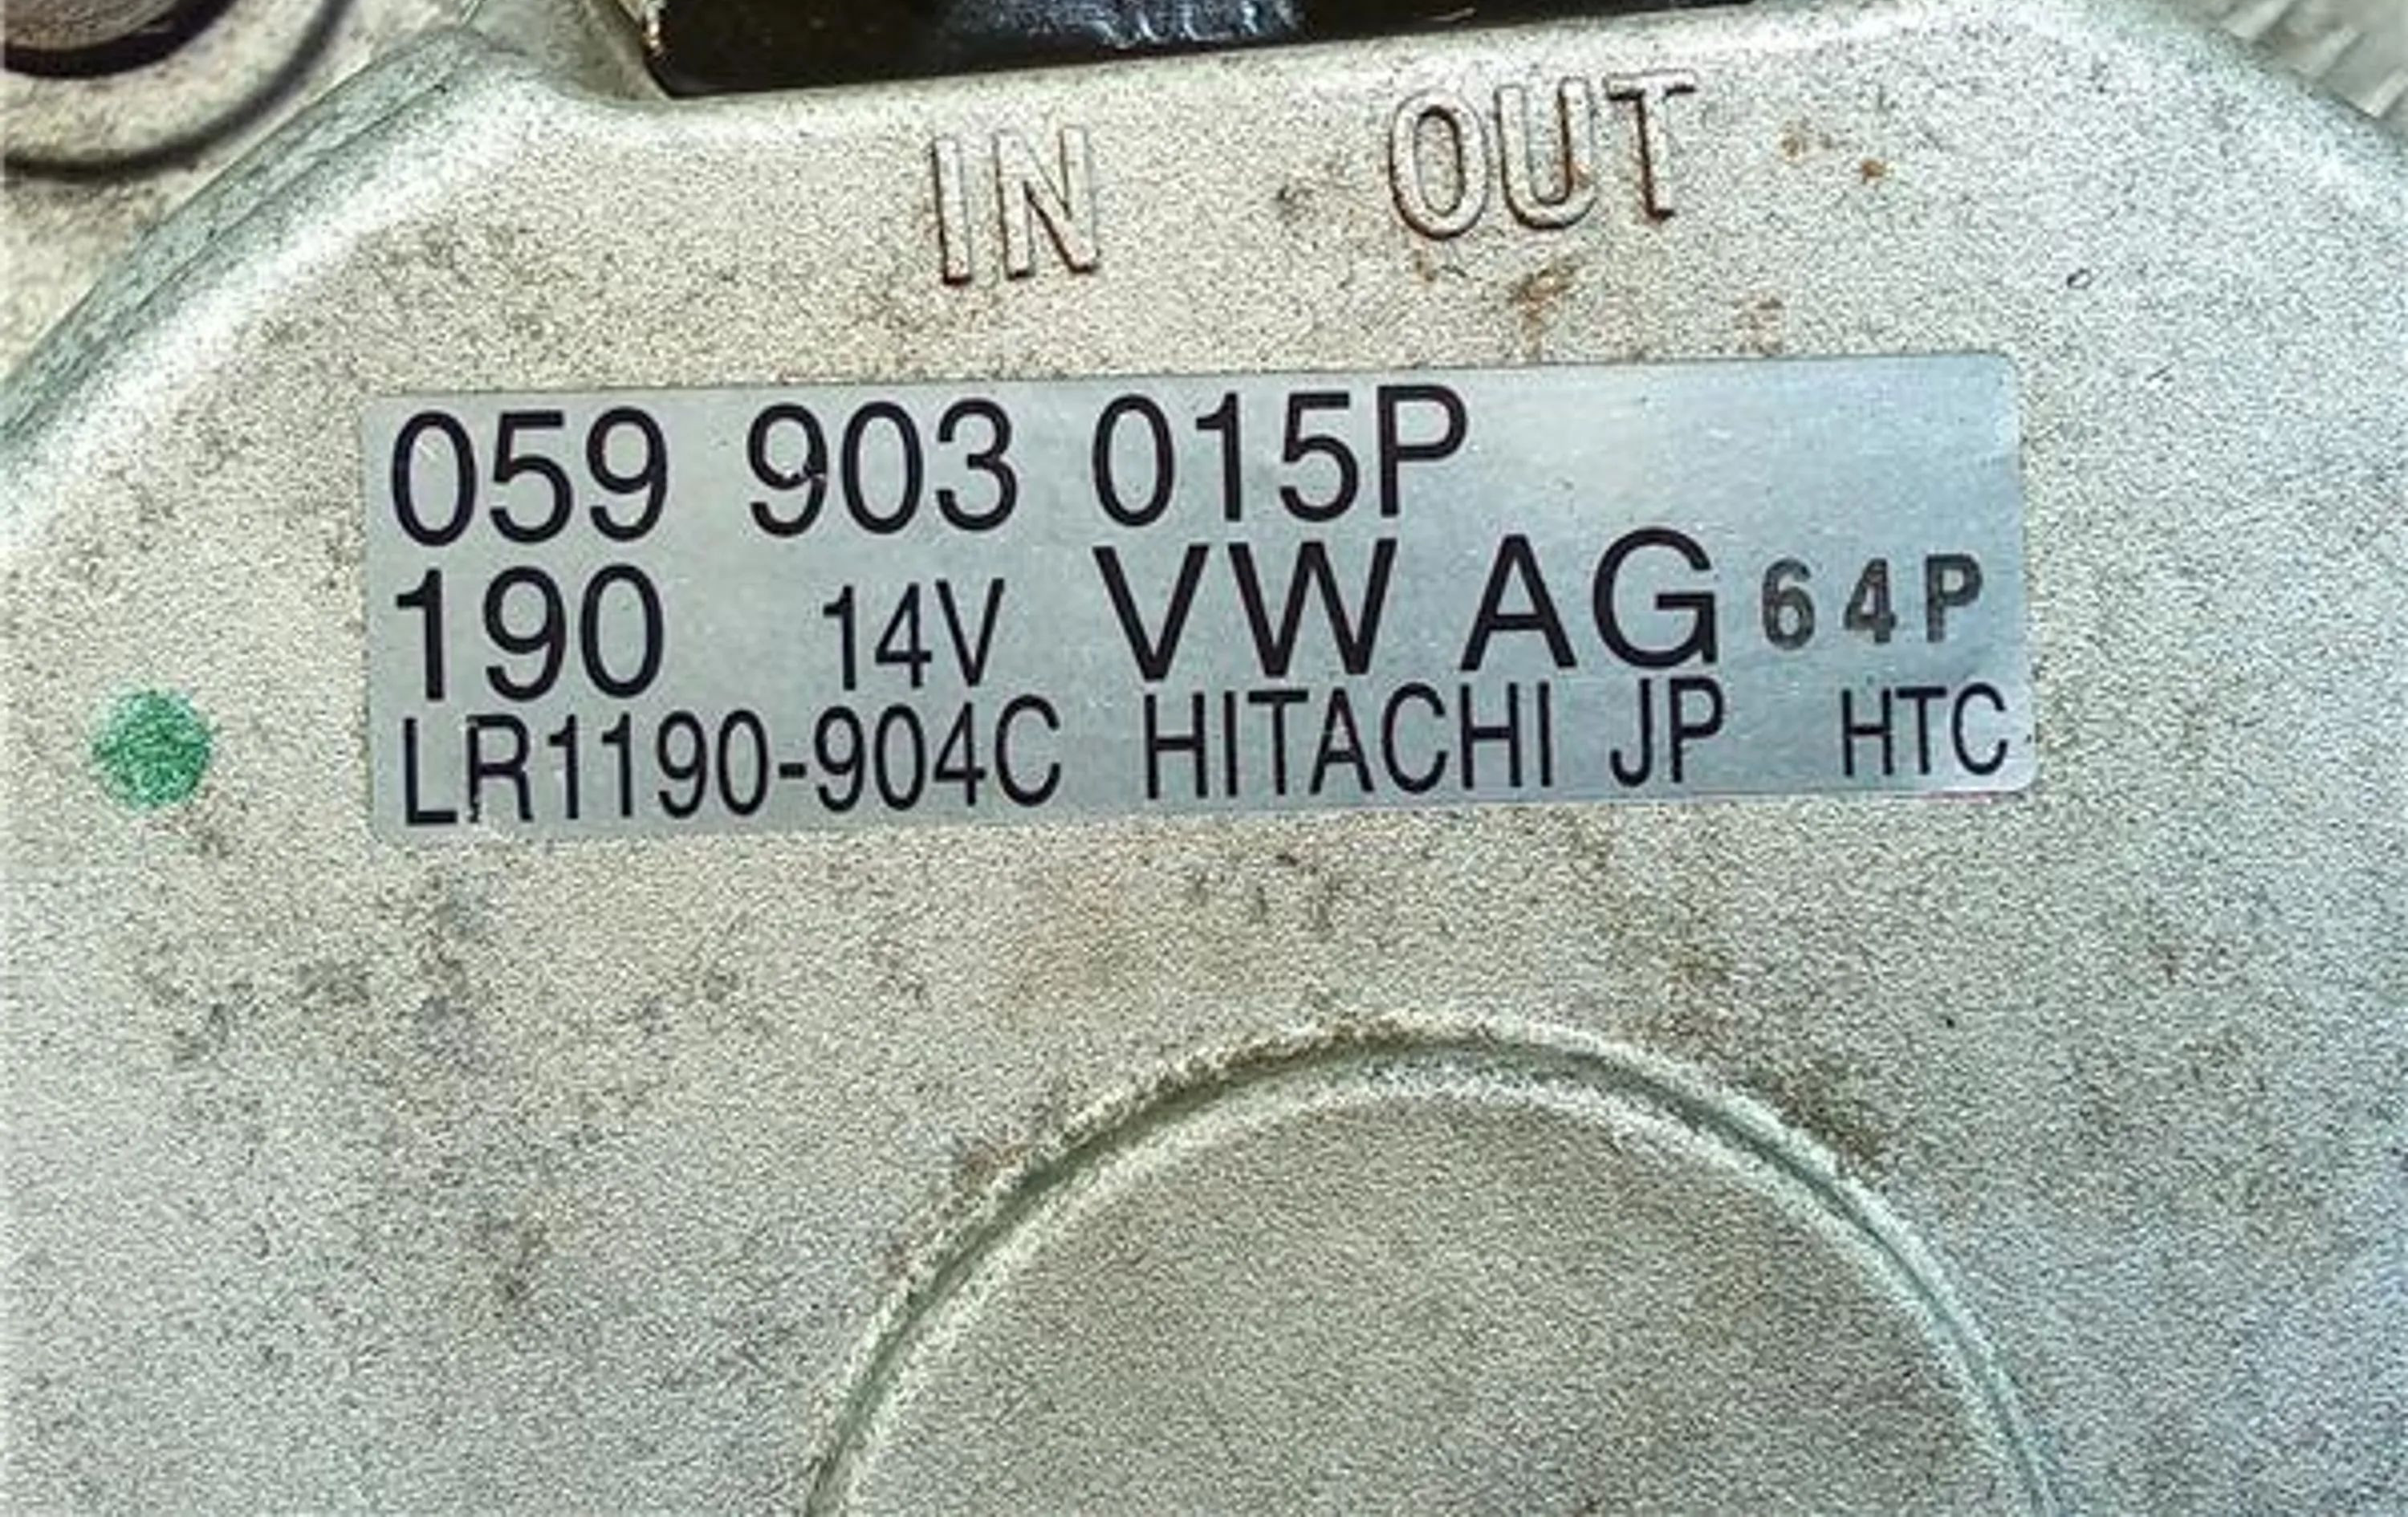 IN OUT
059 903 015P
190 14V VW AG 64P
LR1190-904C HITACHI JP HTC